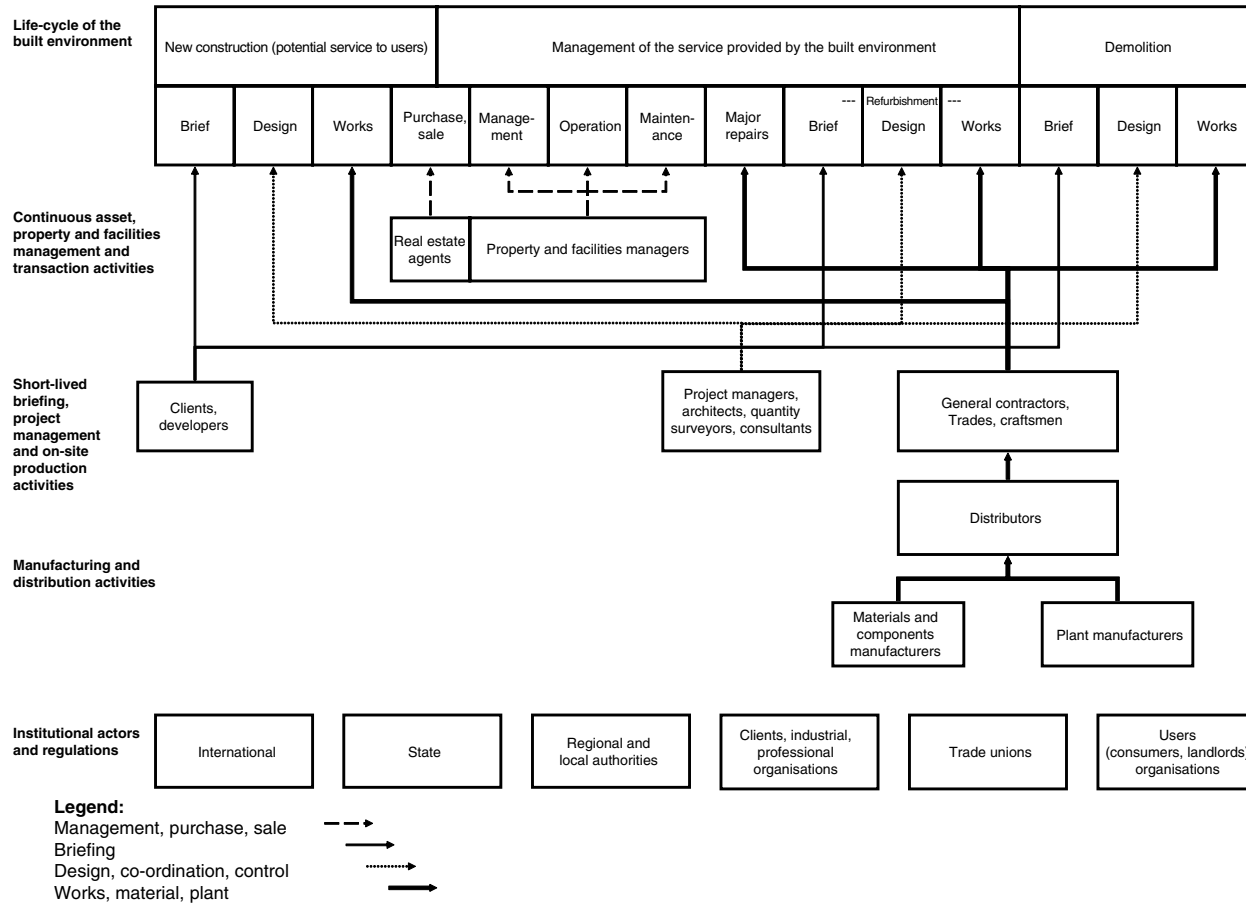 Life-cycle of the
built environment
New construction (potential service to users)
Management of the service provided by the built environment
Demolition
Brief
Design
Works
Purchase,
sale
Manage-
ment
Operation
Mainten-
ance
Major
repairs
--- Refurbishment ---
Brief
Design
Works
Brief
Design
Works
Continuous asset,
property and facilities
management and
transaction activities
Real estate
agents
Property and facilities managers
Short-lived
briefing,
project
management
and on-site
production
activities
Clients,
developers
Project managers,
architects, quantity
surveyors, consultants
General contractors,
Trades, craftsmen
Distributors
Manufacturing and
distribution activities
Materials and
components
manufacturers
Plant manufacturers
Institutional actors
and regulations
International
State
Regional and
local authorities
Clients, industrial,
professional
organisations
Trade unions
Users
(consumers, landlords)
organisations
Legend:
Management, purchase, sale
Briefing
Design, co-ordination, control
Works, material, plant